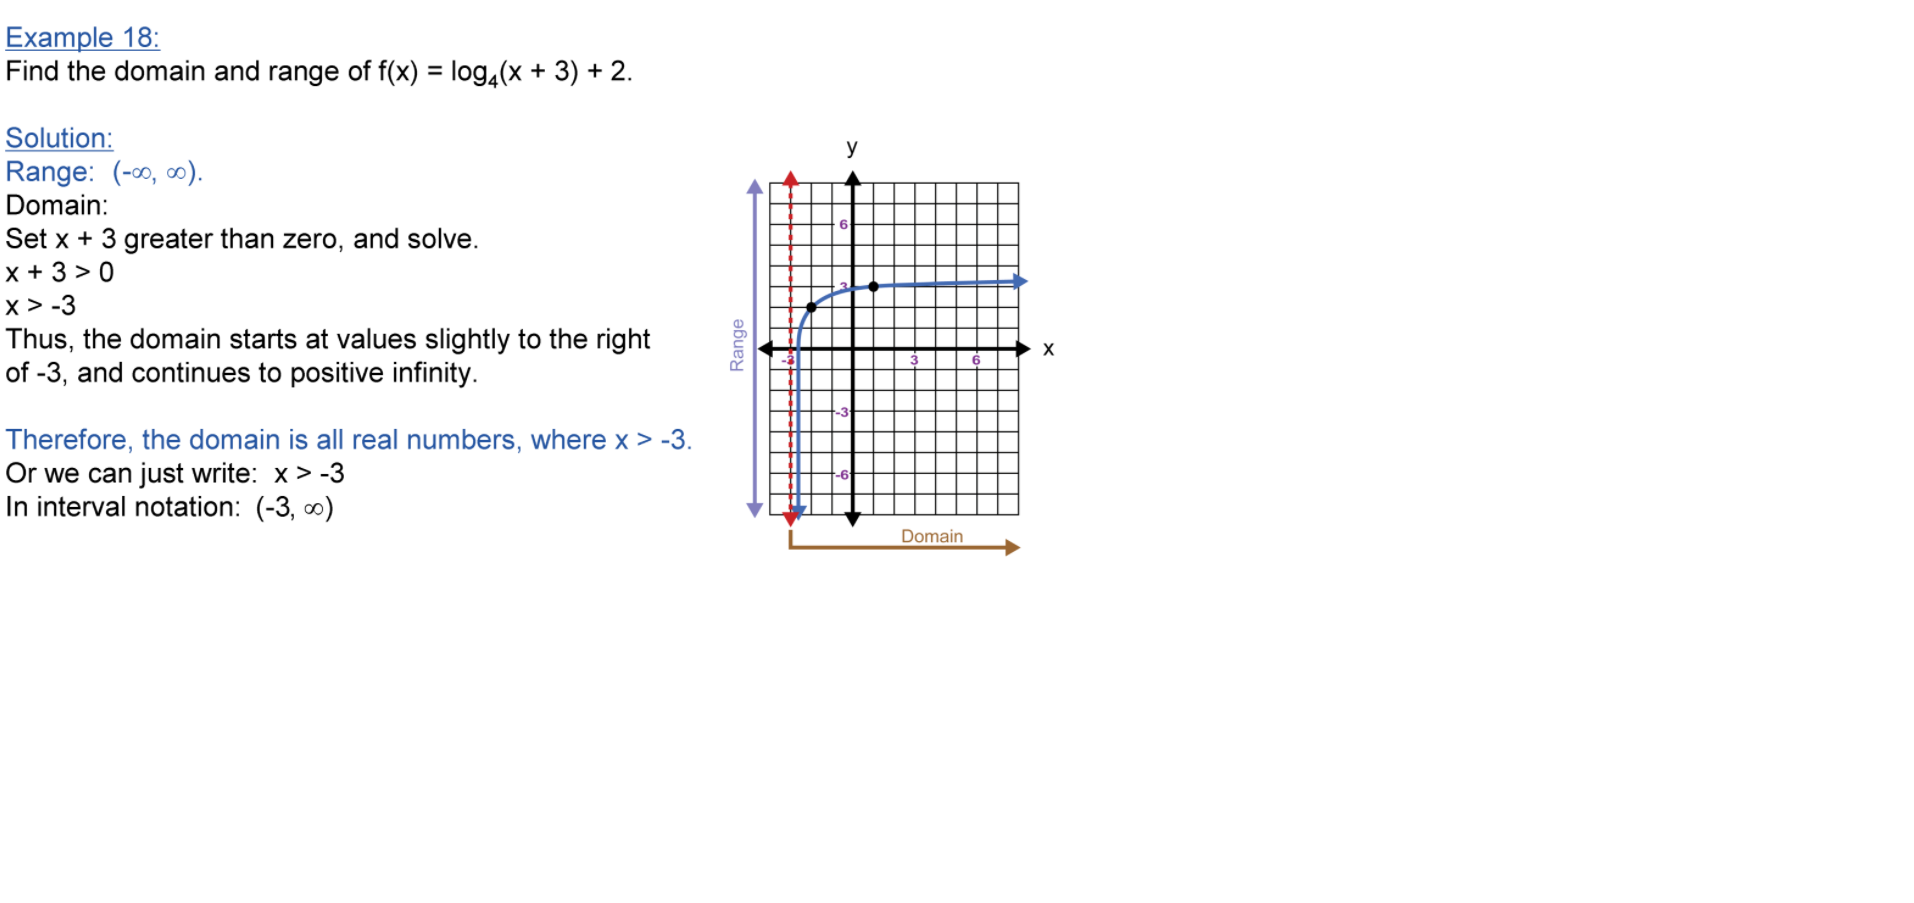 Example 18:
Find the domain and range of f(x) = log₄(x + 3) + 2.
Solution:
Range: (-∞, ∞).
Domain:
Set x + 3 greater than zero, and solve.
x + 3 > 0
x > -3
Thus, the domain starts at values slightly to the right
of -3, and continues to positive infinity.
Therefore, the domain is all real numbers, where x > -3.
Or we can just write: x > -3
In interval notation: (-3, ∞)
y
6
3
Range
x
-3
3
6
-3
-6
Domain